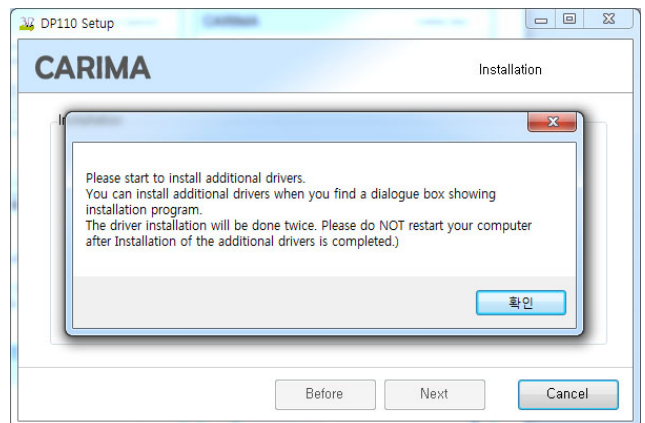 DP110 Setup
CARIMA
Installation
Please start to install additional drivers.
You can install additional drivers when you find a dialogue box showing
installation program.
The driver installation will be done twice. Please do NOT restart your computer
after Installation of the additional drivers is completed.)
확인
Before
Next
Cancel